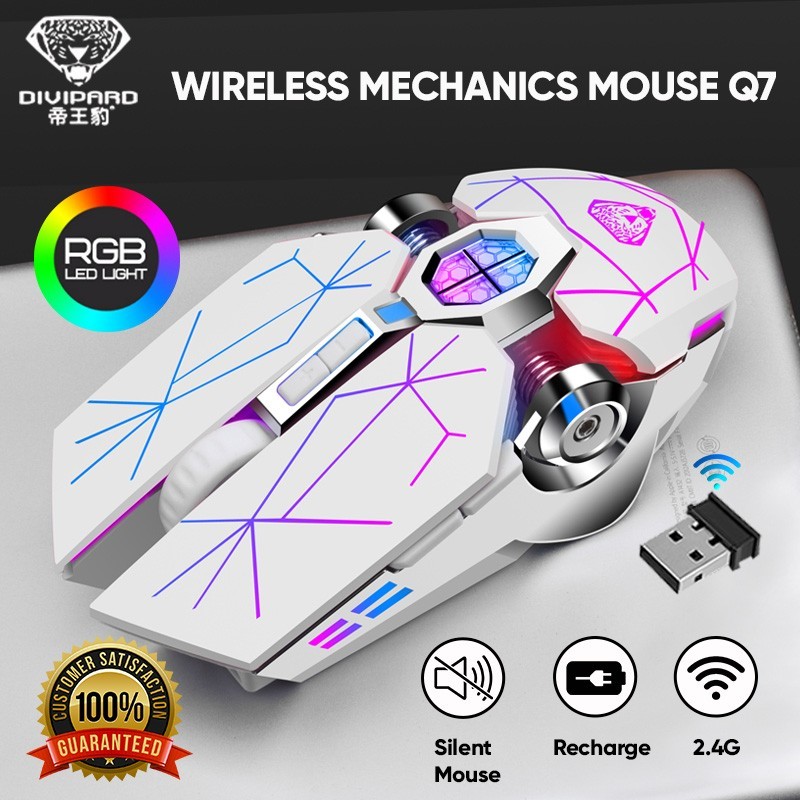 DIVIPARD
帝王豹
WIRELESS MECHANICS MOUSE Q7
RGB
LED LIGHT
CUSTOMER SATISFACTION
100%
GUARANTEED
Silent
Mouse
Recharge
2.4G